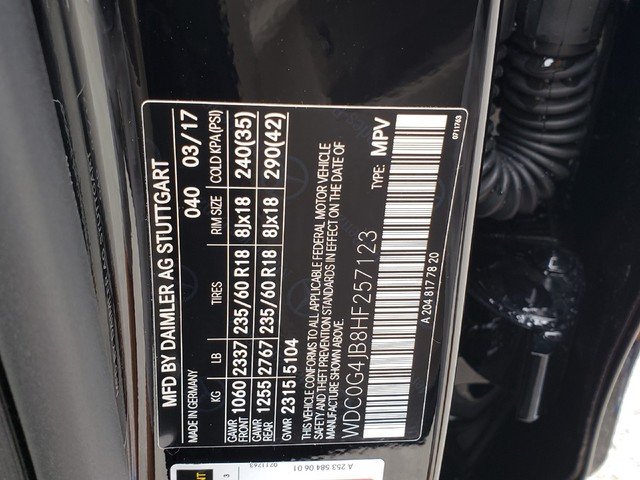 MFD BY DAIMLER AG STUTTGART
MADE IN GERMANY 040 03/17
KG LB TIRES RIM SIZE COLD KPA(PSI)
GAWR FRONT 1060 2337 235/60 R18 8Jx18 240(35)
GAWR REAR 1255 2767 235/60 R18 8Jx18 290(42)
GVWR 2315 5104
THIS VEHICLE CONFORMS TO ALL APPLICABLE FEDERAL MOTOR VEHICLE
SAFETY AND THEFT PREVENTION STANDARDS IN EFFECT ON THE DATE OF
MANUFACTURE SHOWN ABOVE.
WDC0G4JB8HF257123 TYPE: MPV
A 204 817 78 20
0711763
0711763
A 253 584 06 01
3